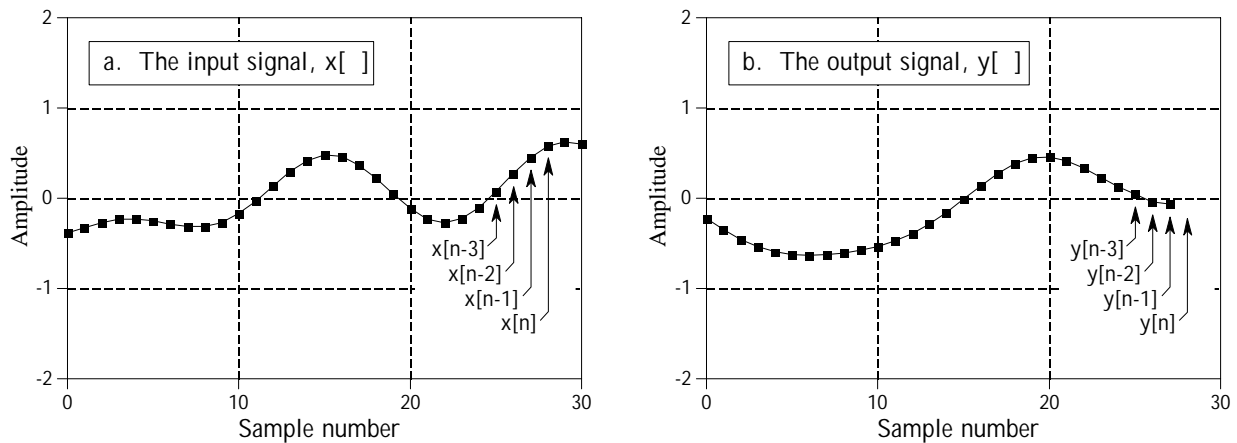 a. The input signal, x[ ]
Amplitude
2
1
0
-1
-2
x[n-3]
x[n-2]
x[n-1]
x[n]
0 10 20 30
Sample number
b. The output signal, y[ ]
Amplitude
2
1
0
-1
-2
y[n-3]
y[n-2]
y[n-1]
y[n]
0 10 20 30
Sample number